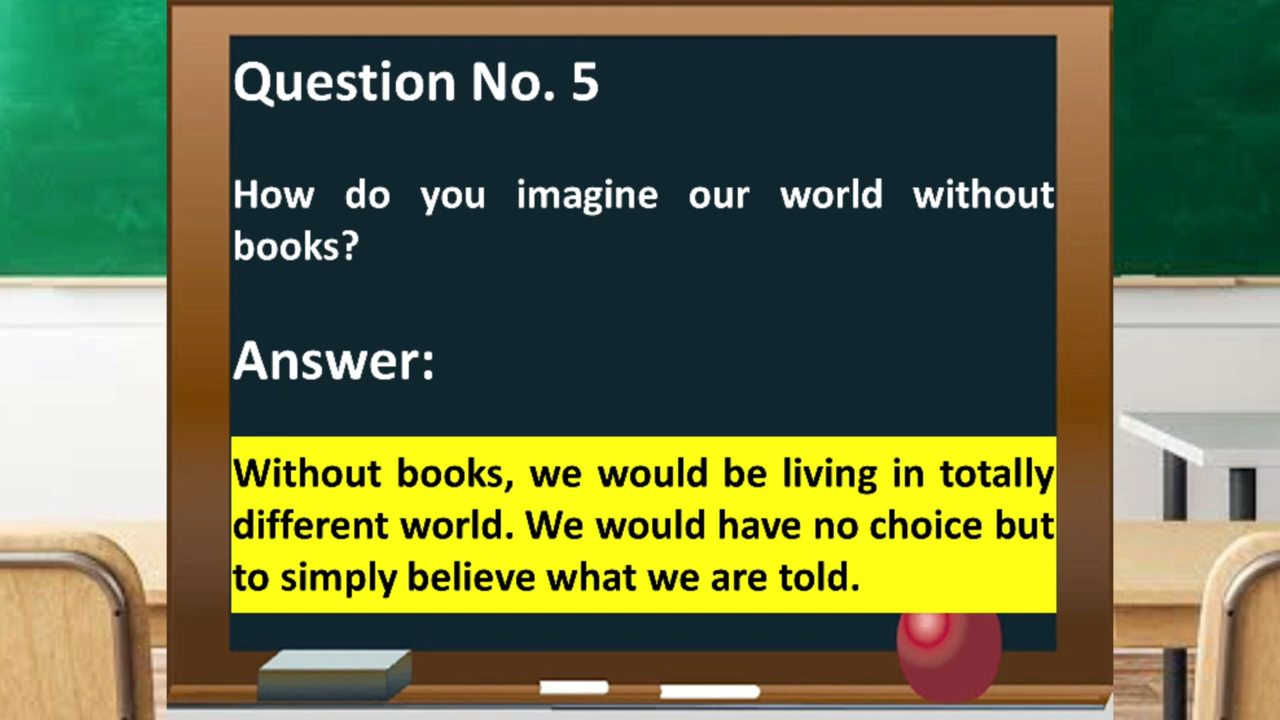 Question No. 5
How do you imagine our world without
books?
Answer:
Without books, we would be living in totally
different world. We would have no choice but
to simply believe what we are told.